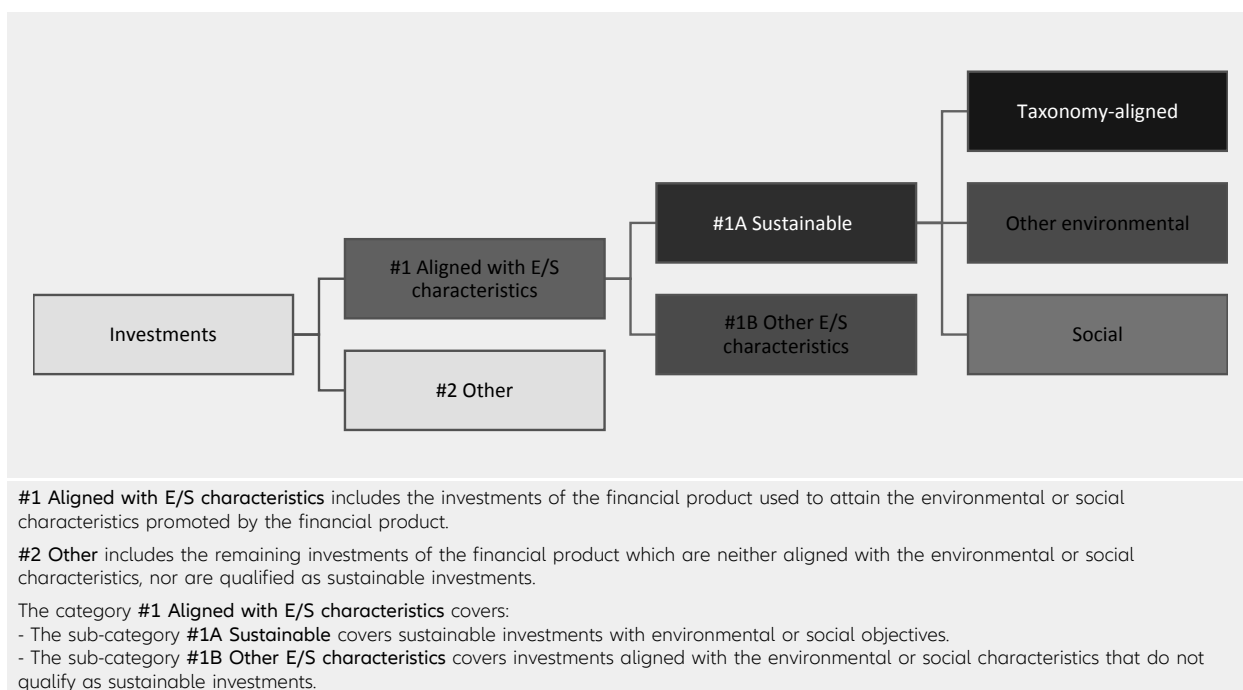 Taxonomy-aligned
#1A Sustainable
Other environmental
#1 Aligned with E/S
characteristics
#1B Other E/S
characteristics
Investments
Social
#2 Other
#1 Aligned with E/S characteristics includes the investments of the financial product used to attain the environmental or social
characteristics promoted by the financial product.
#2 Other includes the remaining investments of the financial product which are neither aligned with the environmental or social
characteristics, nor are qualified as sustainable investments.
The category #1 Aligned with E/S characteristics covers:
- The sub-category #1A Sustainable covers sustainable investments with environmental or social objectives.
- The sub-category #1B Other E/S characteristics covers investments aligned with the environmental or social characteristics that do not
qualify as sustainable investments.